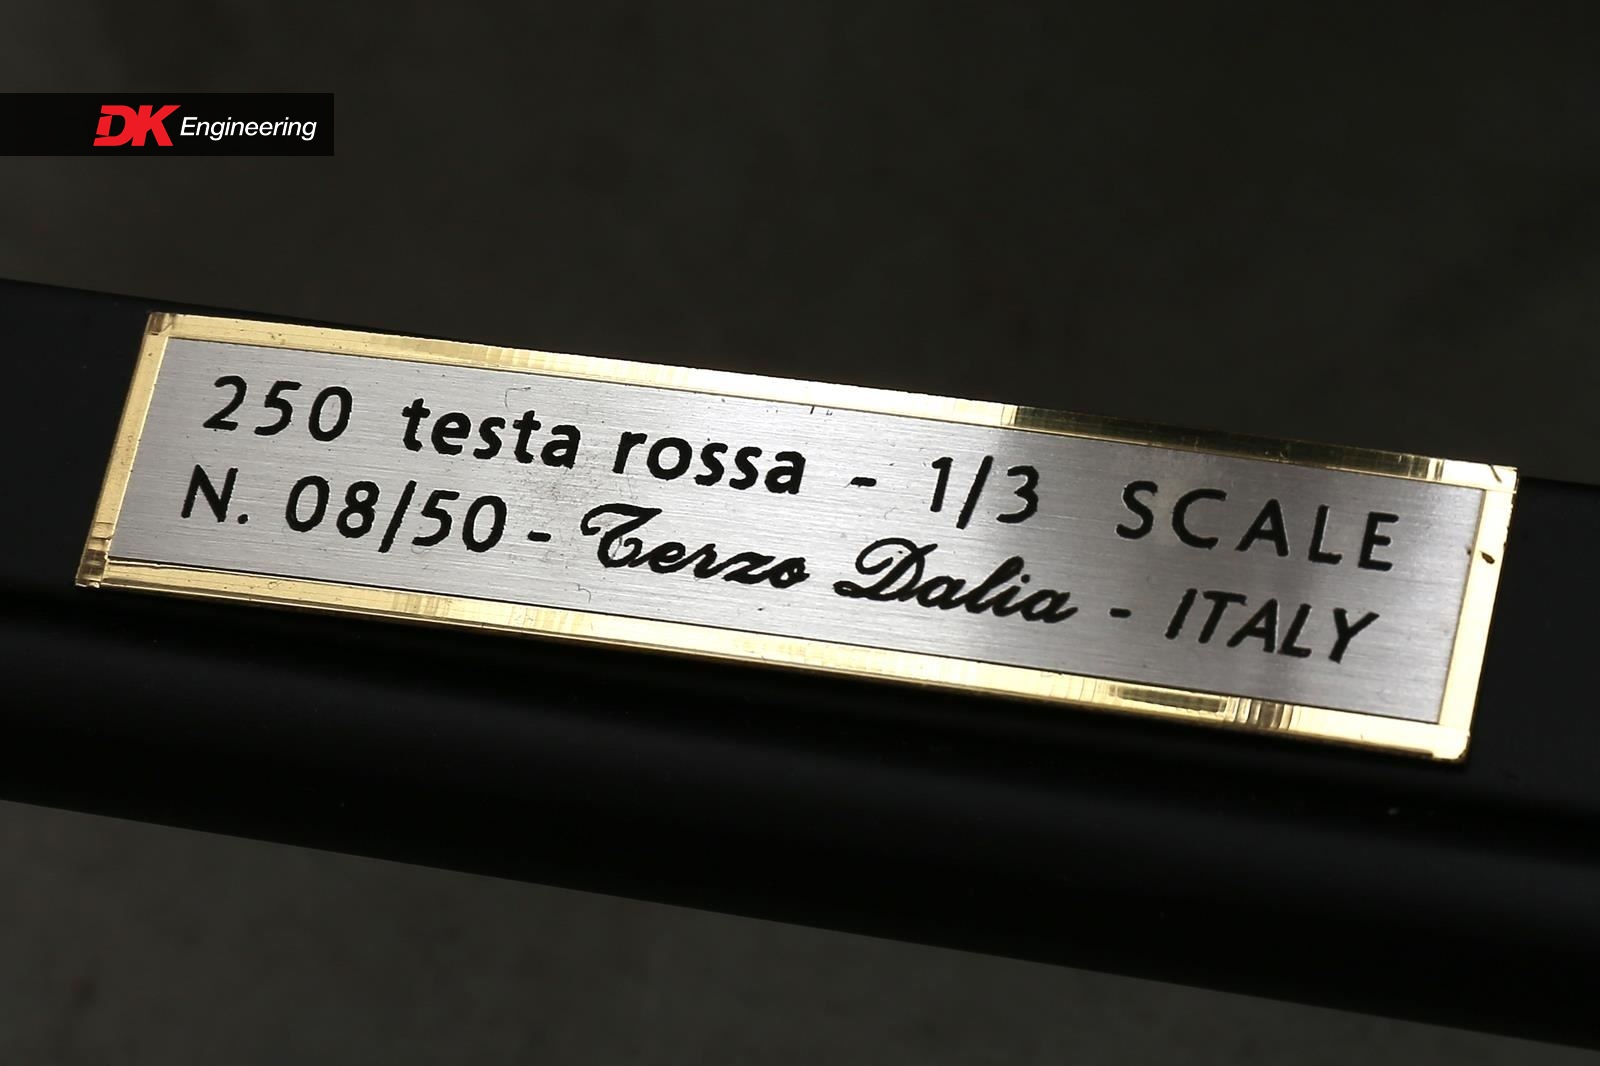 DK Engineering
250 testa rossa - 1/3 SCALE
N. 08/50 - Terzo Dalia - ITALY